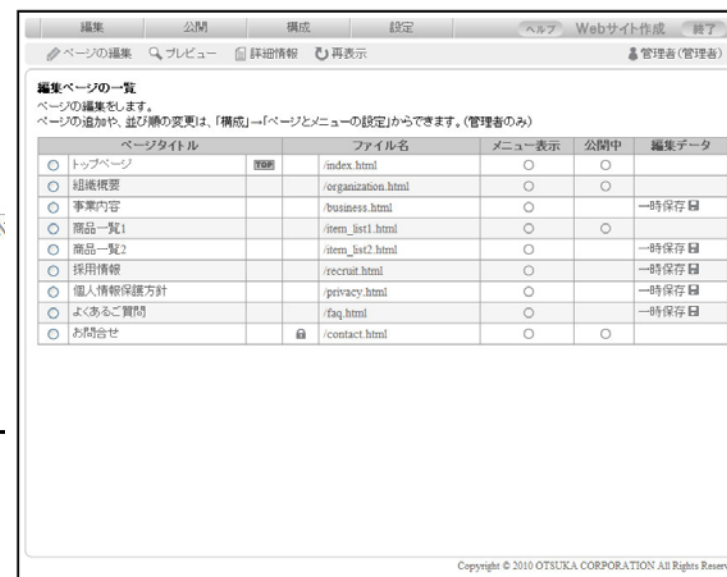 編集 公開 構成 設定 ヘルプ Webサイト作成 終了
ページの編集 プレビュー 詳細情報 再表示 管理者(管理者)
編集ページの一覧
ページの編集をします。
ページの追加や、並び順の変更は、「構成」→「ページとメニューの設定」からできます。(管理者のみ)
ページタイトル ファイル名 メニュー表示 公開中 編集データ
トップページ TOP /index.html ○ ○
組織概要 /organization.html ○ ○
事業内容 /business.html ○ 一時保存
商品一覧1 /item_list1.html ○ ○
商品一覧2 /item_list2.html ○ 一時保存
採用情報 /recruit.html ○ 一時保存
個人情報保護方針 /privacy.html ○ 一時保存
よくあるご質問 /faq.html ○ 一時保存
お問合せ /contact.html ○ ○
Copyright © 2010 OTSUKA CORPORATION All Rights Reser